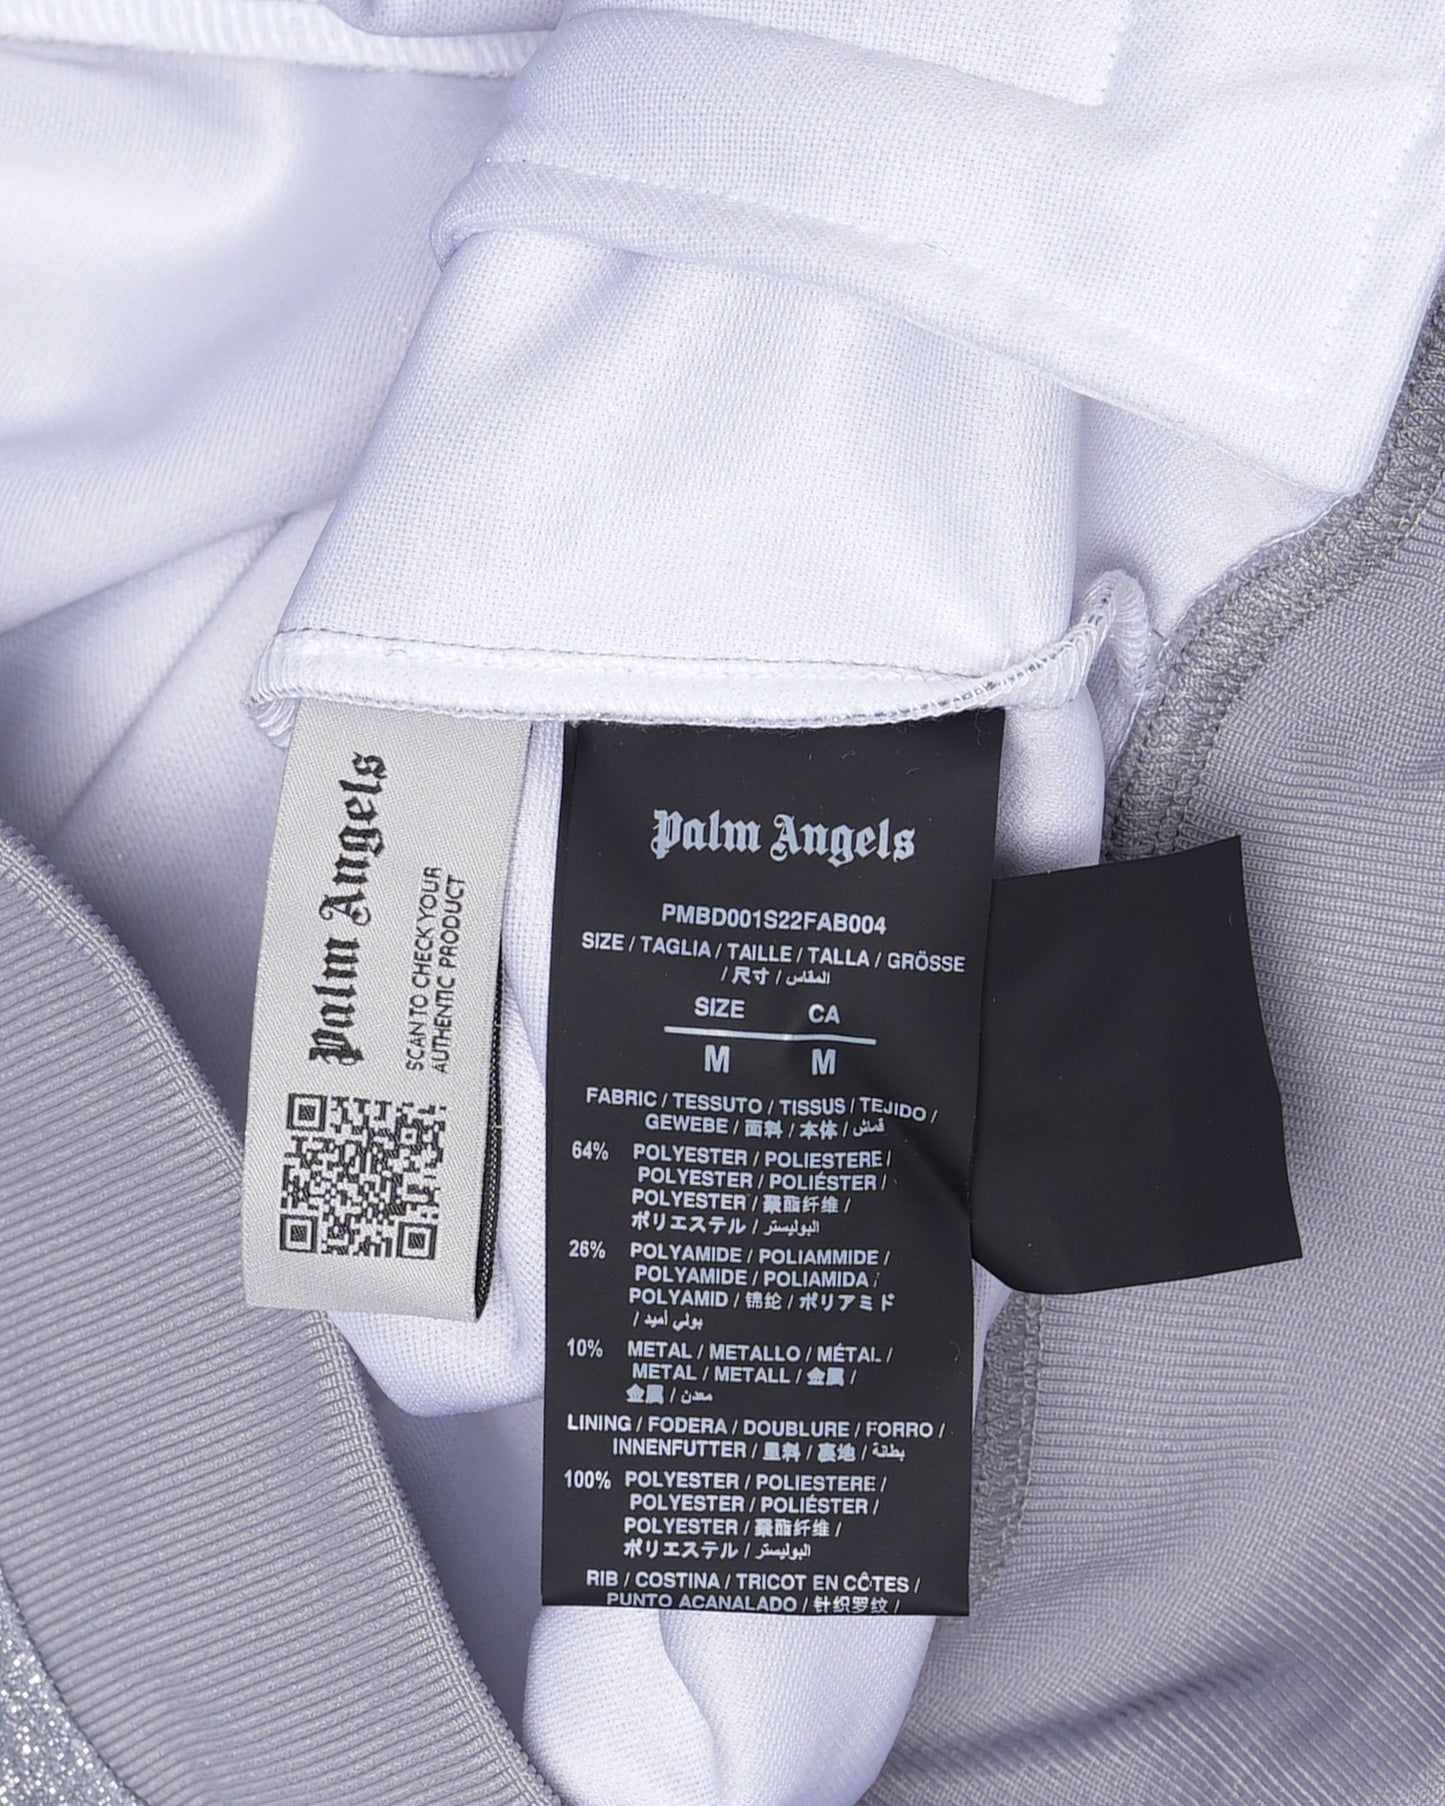 Palm Angels
SCAN TO CHECK YOUR
AUTHENTIC PRODUCT
Palm Angels
PMBD001S22FAB004
SIZE / TAGLIA / TAILLE / TALLA / GRÖSSE
/ 尺寸 / المقاس
SIZE CA
M M
FABRIC / TESSUTO / TISSUS / TEJIDO /
GEWEBE / 面料 / 本体 / قماش
64% POLYESTER / POLIESTERE /
POLYESTER / POLIÉSTER /
POLYESTER / 聚酯纤维 /
ポリエステル / البوليستر
26% POLYAMIDE / POLIAMMIDE /
POLYAMIDE / POLIAMIDA /
POLYAMID / 锦纶 / ポリアミド
/ بولي أميد
10% METAL / METALLO / MÉTAL /
METAL / METALL / 金属 /
金属 / معدن
LINING / FODERA / DOUBLURE / FORRO /
INNENFUTTER / 里料 / 裏地 / بطانة
100% POLYESTER / POLIESTERE /
POLYESTER / POLIÉSTER /
POLYESTER / 聚酯纤维 /
ポリエステル / البوليستر
RIB / COSTINA / TRICOT EN CÔTES /
PUNTO ACANALADO / 针织罗纹 /